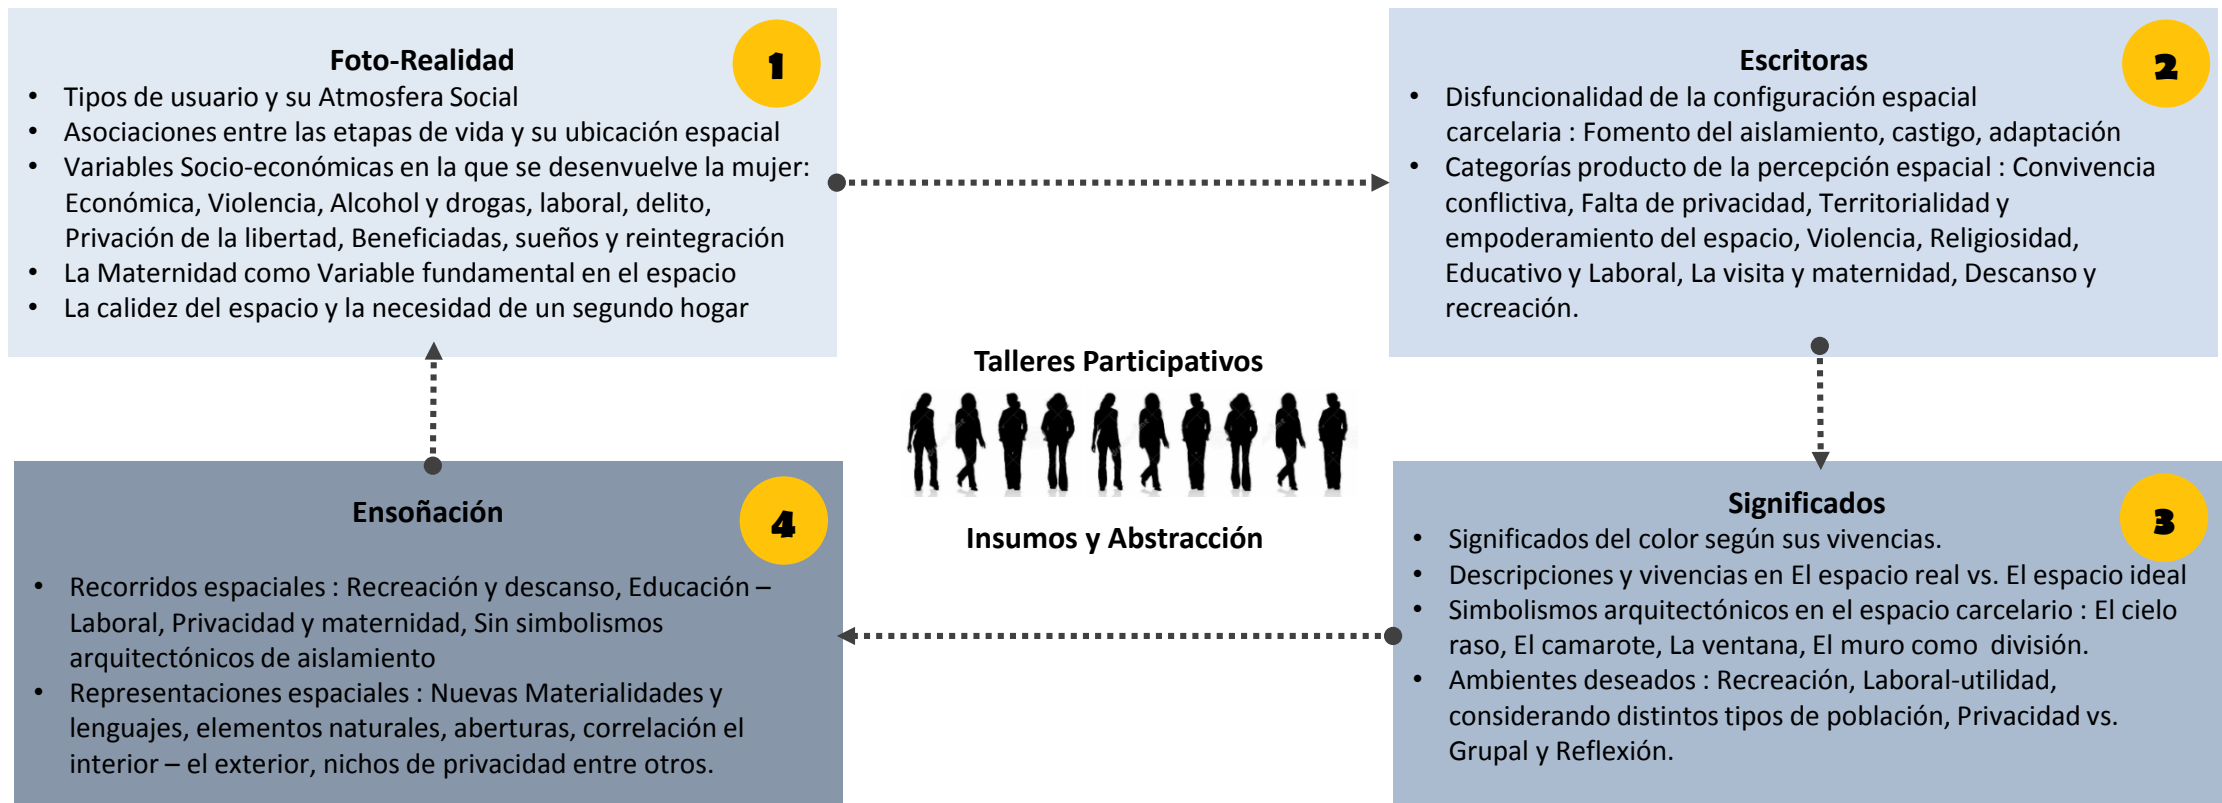 Foto-Realidad
1
• Tipos de usuario y su Atmosfera Social
• Asociaciones entre las etapas de vida y su ubicación espacial
• Variables Socio-económicas en la que se desenvuelve la mujer:
Económica, Violencia, Alcohol y drogas, laboral, delito,
Privación de la libertad, Beneficiadas, sueños y reintegración
• La Maternidad como Variable fundamental en el espacio
• La calidez del espacio y la necesidad de un segundo hogar
Escritoras
2
• Disfuncionalidad de la configuración espacial
carcelaria : Fomento del aislamiento, castigo, adaptación
• Categorías producto de la percepción espacial : Convivencia
conflictiva, Falta de privacidad, Territorialidad y
empoderamiento del espacio, Violencia, Religiosidad,
Educativo y Laboral, La visita y maternidad, Descanso y
recreación.
Talleres Participativos
Insumos y Abstracción
Significados
3
• Significados del color según sus vivencias.
• Descripciones y vivencias en El espacio real vs. El espacio ideal
• Simbolismos arquitectónicos en el espacio carcelario : El cielo
raso, El camarote, La ventana, El muro como división.
• Ambientes deseados : Recreación, Laboral-utilidad,
considerando distintos tipos de población, Privacidad vs.
Grupal y Reflexión.
Ensoñación
4
• Recorridos espaciales : Recreación y descanso, Educación –
Laboral, Privacidad y maternidad, Sin simbolismos
arquitectónicos de aislamiento
• Representaciones espaciales : Nuevas Materialidades y
lenguajes, elementos naturales, aberturas, correlación el
interior – el exterior, nichos de privacidad entre otros.